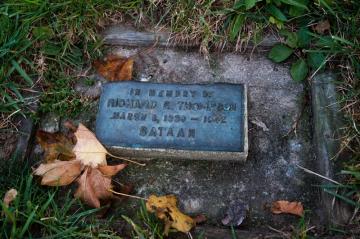 IN MEMORY OF
RICHARD E. THOMPSON
MARCH 8, 1920 - 1942
BATAAN